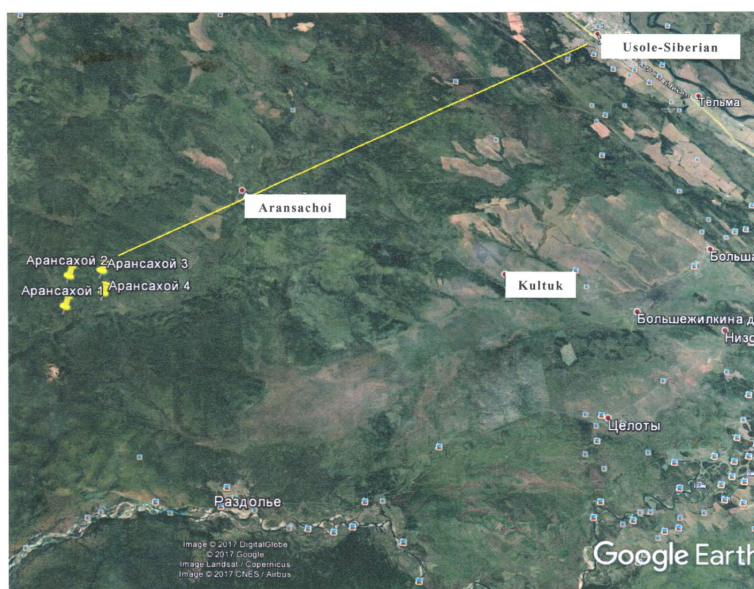 Usole-Siberian
Тельма
Aransachoi
Арансахой 2
Арансахой 3
Арансахой 1
Арансахой 4
Больша
Kultuk
Большежилкина д
Низо
Целоты
Раздолье
Image © 2017 DigitalGlobe
© 2017 Google
Image Landsat / Copernicus
Image © 2017 CNES / Airbus
Google Earth